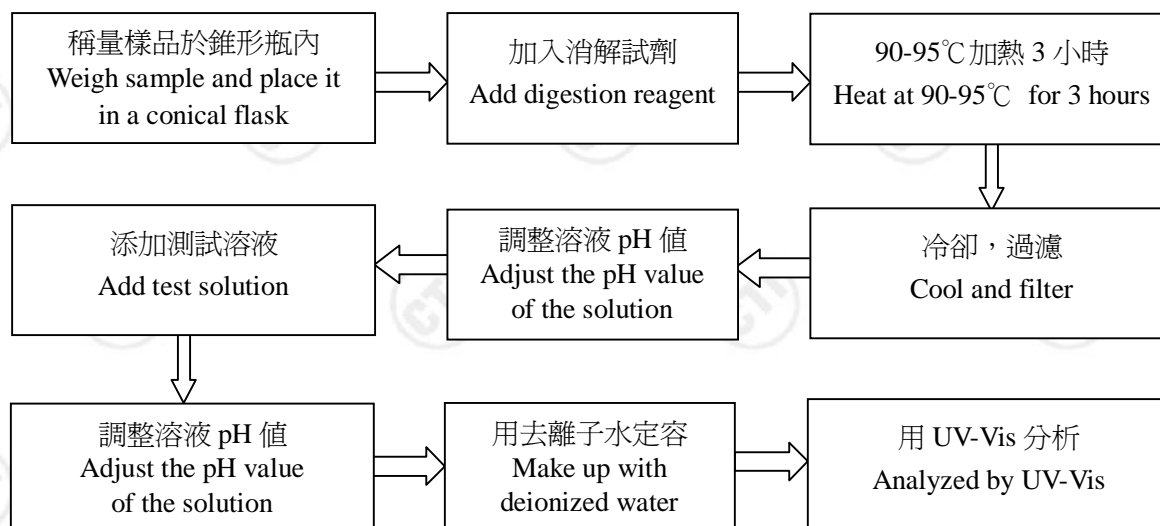 稱量樣品於錐形瓶內
Weigh sample and place it
in a conical flask
加入消解試劑
Add digestion reagent
90-95℃加熱 3 小時
Heat at 90-95℃ for 3 hours
冷卻，過濾
Cool and filter
調整溶液 pH 值
Adjust the pH value
of the solution
添加測試溶液
Add test solution
調整溶液 pH 值
Adjust the pH value
of the solution
用去離子水定容
Make up with
deionized water
用 UV-Vis 分析
Analyzed by UV-Vis